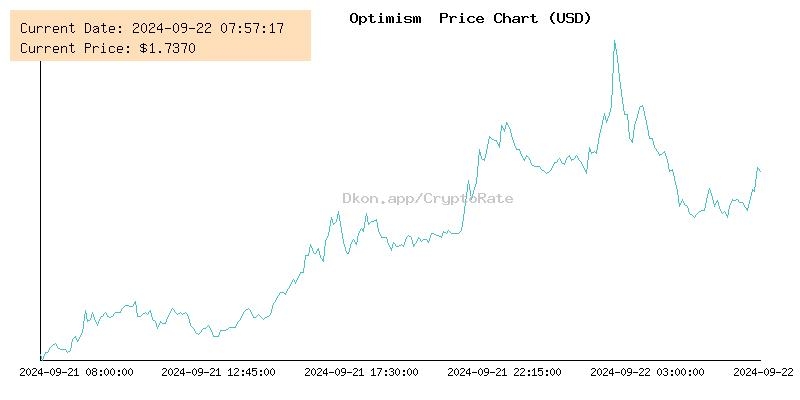 Optimism Price Chart (USD)
Current Date: 2024-09-22 07:57:17
Current Price: $1.7370
Dkon.app/CryptoRate
2024-09-21 08:00:00 2024-09-21 12:45:00 2024-09-21 17:30:00 2024-09-21 22:15:00 2024-09-22 03:00:00 2024-09-22